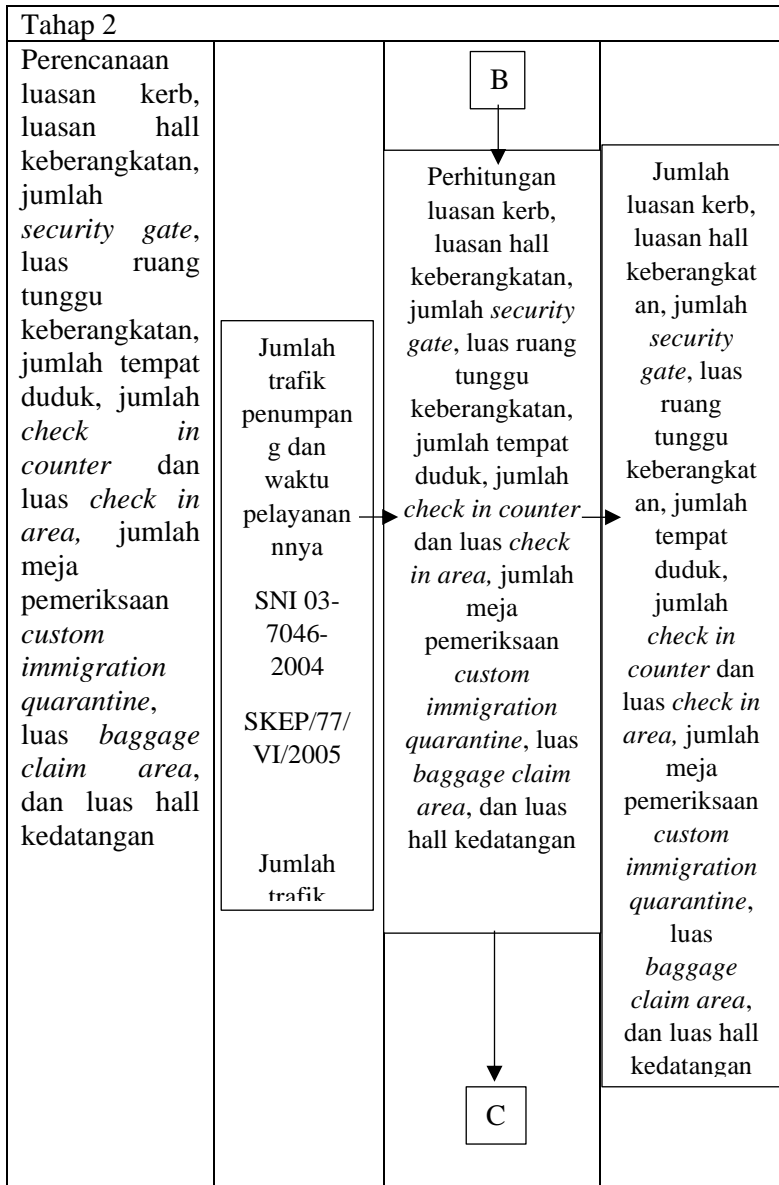 Tahap 2
Perencanaan
luasan kerb,
luasan hall
keberangkatan,
jumlah
security gate,
luas ruang
tunggu
keberangkatan,
jumlah tempat
duduk, jumlah
check in
counter dan
luas check in
area, jumlah
meja
pemeriksaan
custom
immigration
quarantine,
luas baggage
claim area,
dan luas hall
kedatangan
Jumlah
trafik
penumpan
g dan
waktu
pelayanan
nnya
SNI 03-
7046-
2004
SKEP/77/
VI/2005
Jumlah
trafik
B
Perhitungan
luasan kerb,
luasan hall
keberangkatan,
jumlah security
gate, luas ruang
tunggu
keberangkatan,
jumlah tempat
duduk, jumlah
check in counter
dan luas check
in area, jumlah
meja
pemeriksaan
custom
immigration
quarantine, luas
baggage claim
area, dan luas
hall kedatangan
C
Jumlah
luasan kerb,
luasan hall
keberangkat
an, jumlah
security
gate, luas
ruang
tunggu
keberangkat
an, jumlah
tempat
duduk,
jumlah
check in
counter dan
luas check in
area, jumlah
meja
pemeriksaan
custom
immigration
quarantine,
luas
baggage
claim area,
dan luas hall
kedatangan